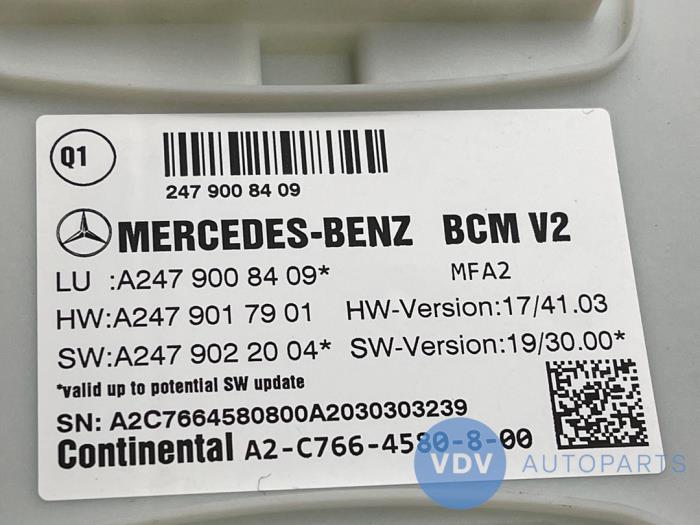 Q1
247 900 84 09
MERCEDES-BENZ BCM V2
LU :A247 900 84 09* MFA2
HW:A247 901 79 01 HW-Version:17/41.03
SW:A247 902 20 04* SW-Version:19/30.00*
*valid up to potential SW update
SN: A2C7664580800A2030303239
Continental A2-C766-4580-8-00
VDV AUTOPARTS